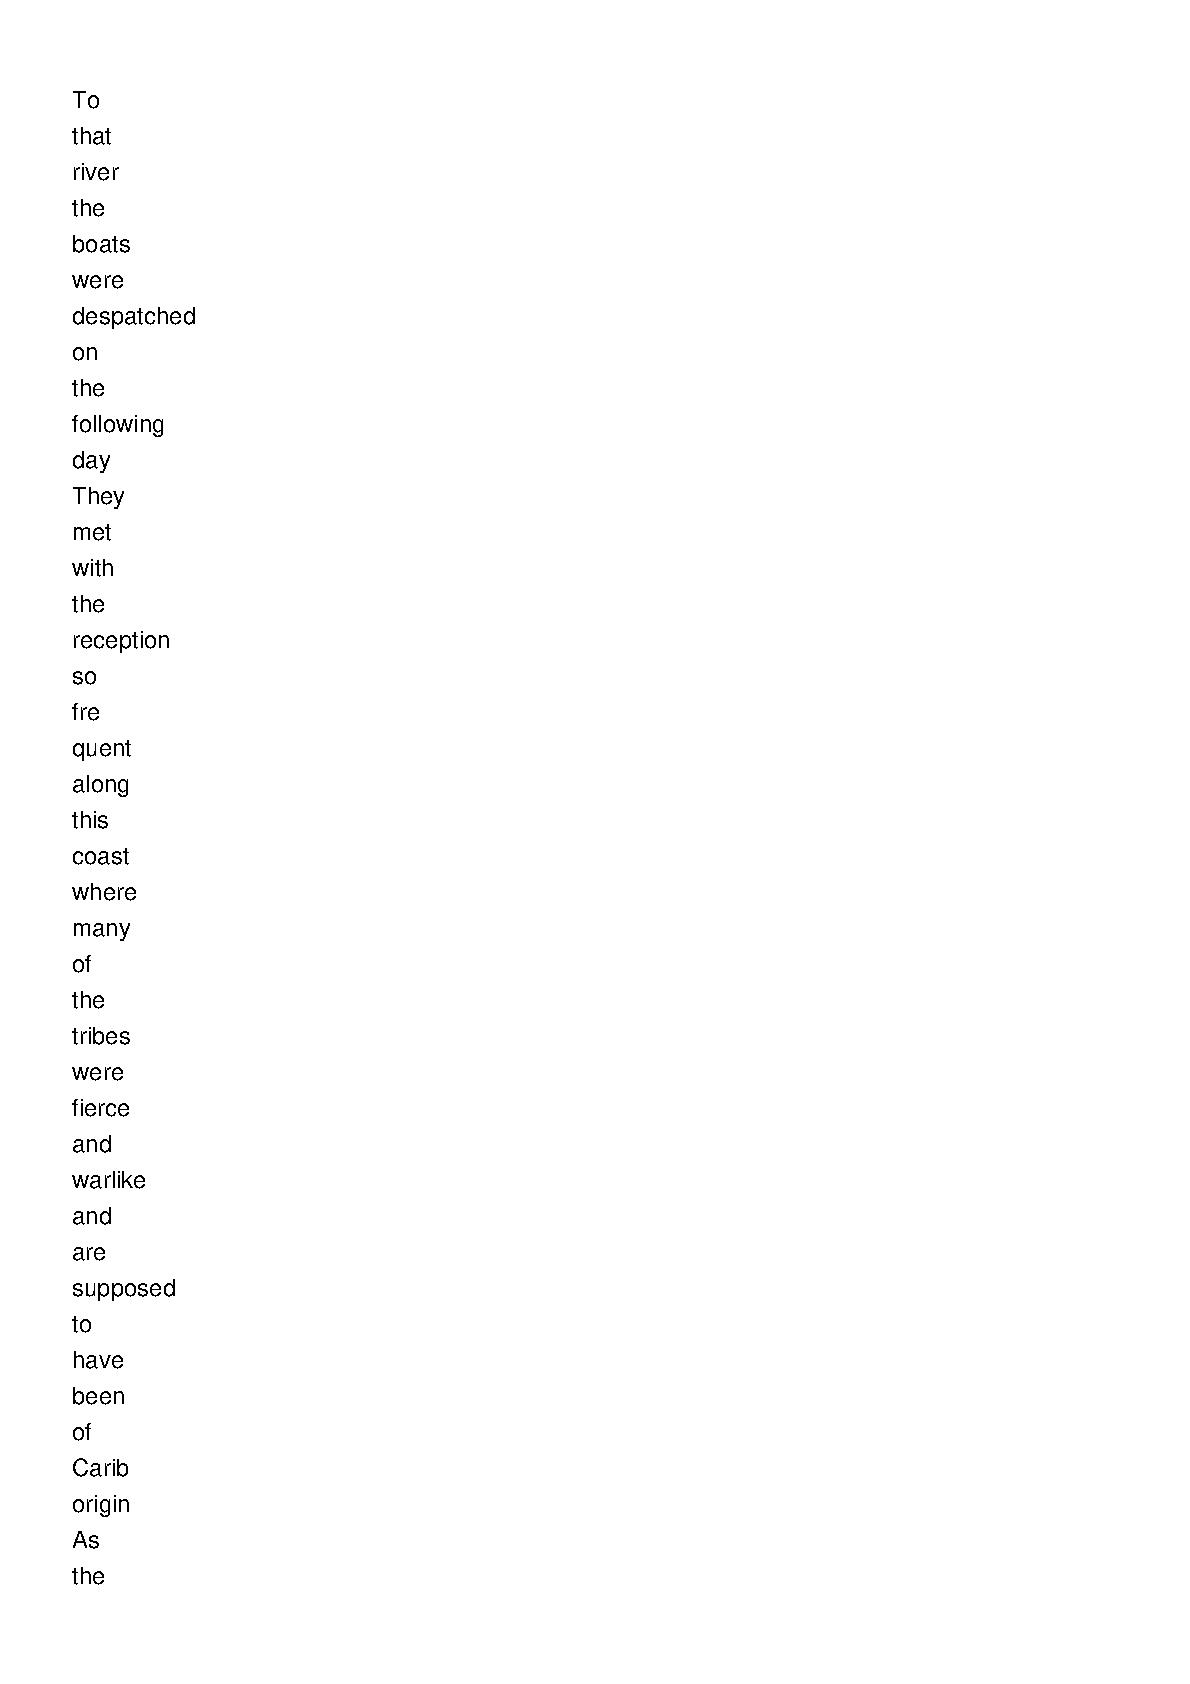 To
that
river
the
boats
were
despatched
on
the
following
day
They
met
with
the
reception
so
fre
quent
along
this
coast
where
many
of
the
tribes
were
fierce
and
warlike
and
are
supposed
to
have
been
of
Carib
origin
As
the